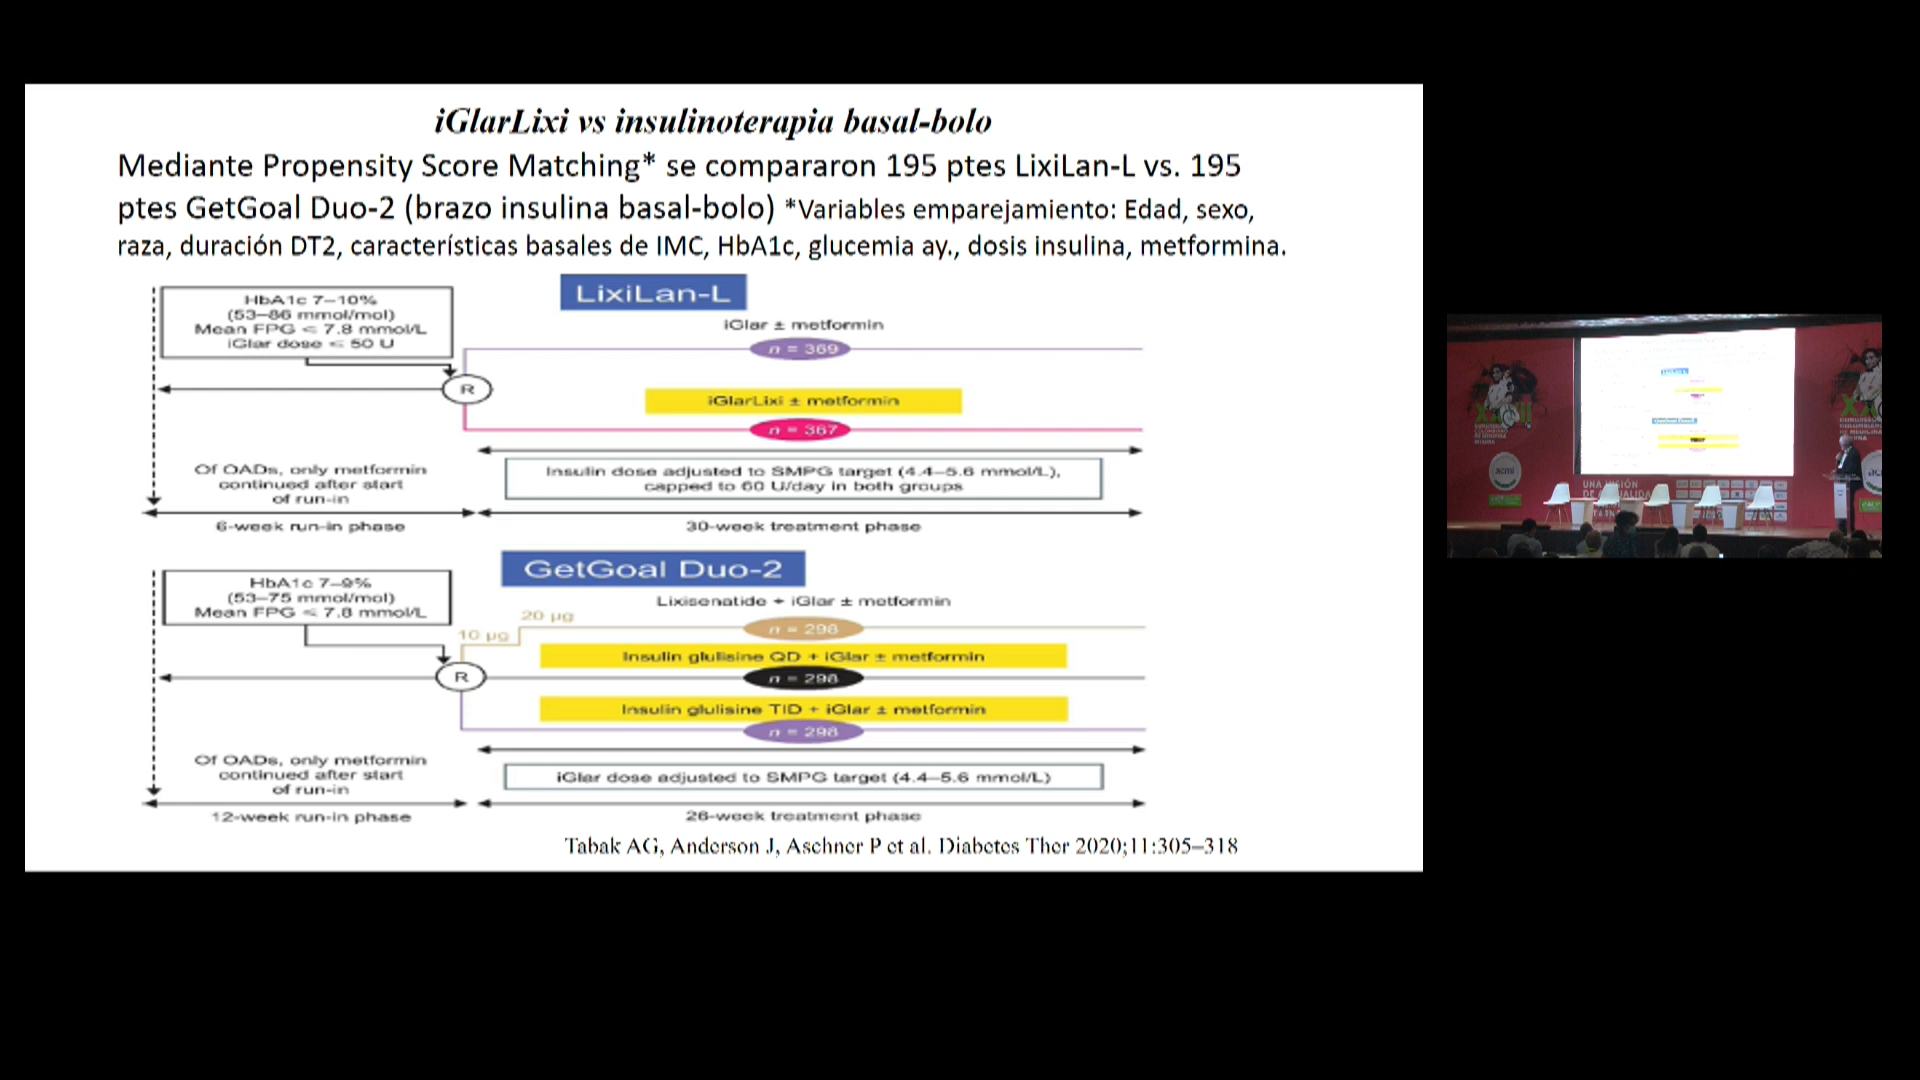 iGlarLixi vs insulinoterapia basal-bolo
Mediante Propensity Score Matching* se compararon 195 ptes LixiLan-L vs. 195
ptes GetGoal Duo-2 (brazo insulina basal-bolo) *Variables emparejamiento: Edad, sexo,
raza, duración DT2, características basales de IMC, HbA1c, glucemia ay., dosis insulina, metformina.
LixiLan-L
HbA1c 7–10%
(53–86 mmol/mol)
Mean FPG ≤ 7.8 mmol/L
iGlar dose ≤ 50 U
iGlar ± metformin
n = 369
R
iGlarLixi ± metformin
n = 367
Of OADs, only metformin
continued after start
of run-in
Insulin dose adjusted to SMPG target (4.4–5.6 mmol/L),
capped to 60 U/day in both groups
6-week run-in phase
30-week treatment phase
GetGoal Duo-2
HbA1c 7–9%
(53–75 mmol/mol)
Mean FPG ≤ 7.8 mmol/L
Lixisenatide + iGlar ± metformin
20 µg
10 µg
n = 298
Insulin glulisine QD + iGlar ± metformin
R
n = 298
Insulin glulisine TID + iGlar ± metformin
n = 298
Of OADs, only metformin
continued after start
of run-in
iGlar dose adjusted to SMPG target (4.4–5.6 mmol/L)
12-week run-in phase
26-week treatment phase
Tabak AG, Anderson J, Aschner P et al. Diabetes Ther 2020;11:305–318
LixiLan-L
GetGoal Duo-2
acmi
UNA VISIÓN